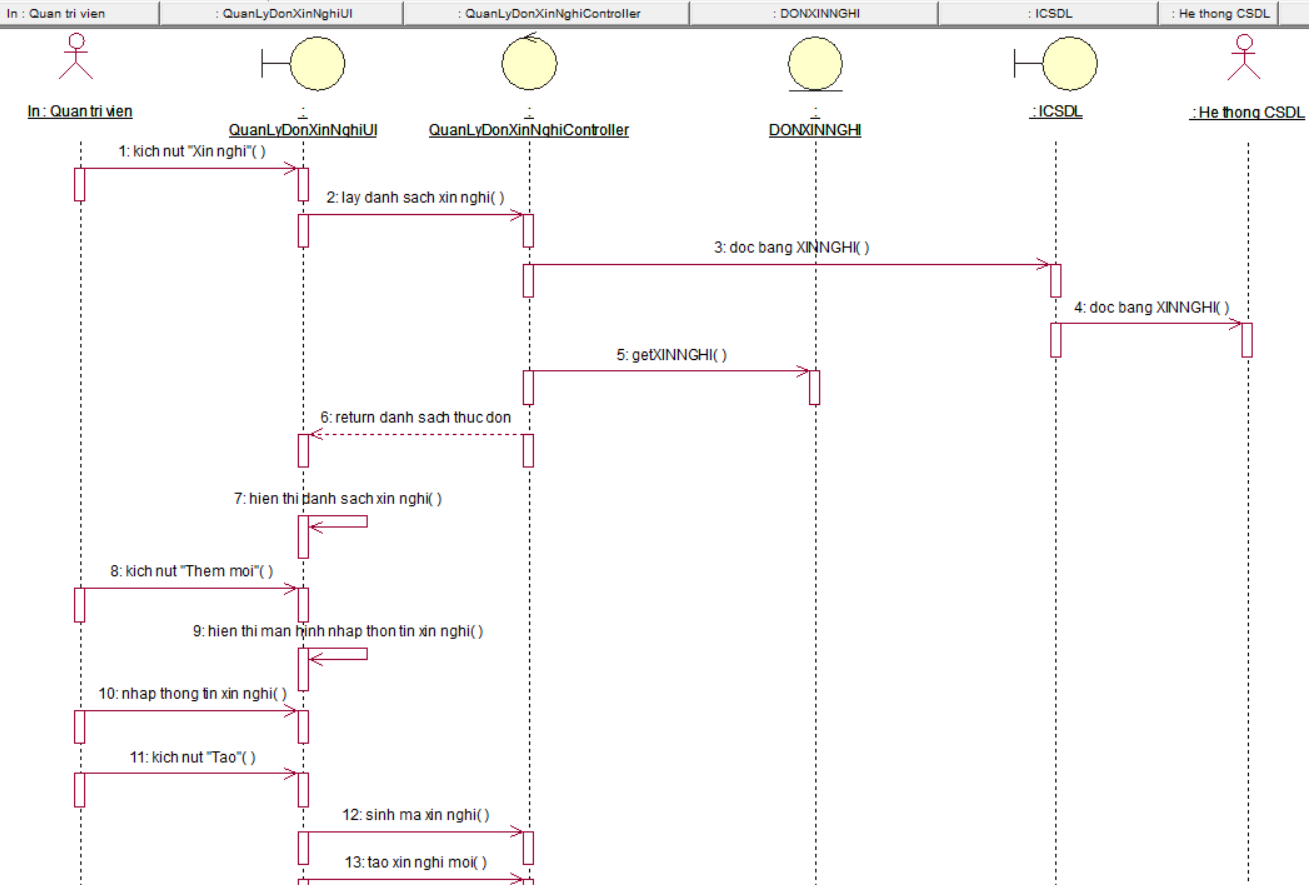 In : Quan tri vien
: QuanLyDonXinNghiUI
: QuanLyDonXinNghiController
: DONXINNGHI
: ICSDL
: He thong CSDL
In : Quan tri vien
:
QuanLyDonXinNghiUI
:
QuanLyDonXinNghiController
:
DONXINNGHI
: ICSDL
: He thong CSDL
1: kich nut "Xin nghi"( )
2: lay danh sach xin nghi( )
3: doc bang XINNGHI( )
4: doc bang XINNGHI( )
5: getXINNGHI( )
6: return danh sach thuc don
7: hien thi danh sach xin nghi( )
8: kich nut "Them moi"( )
9: hien thi man hinh nhap thon tin xin nghi( )
10: nhap thong tin xin nghi( )
11: kich nut "Tao"( )
12: sinh ma xin nghi( )
13: tao xin nghi moi( )